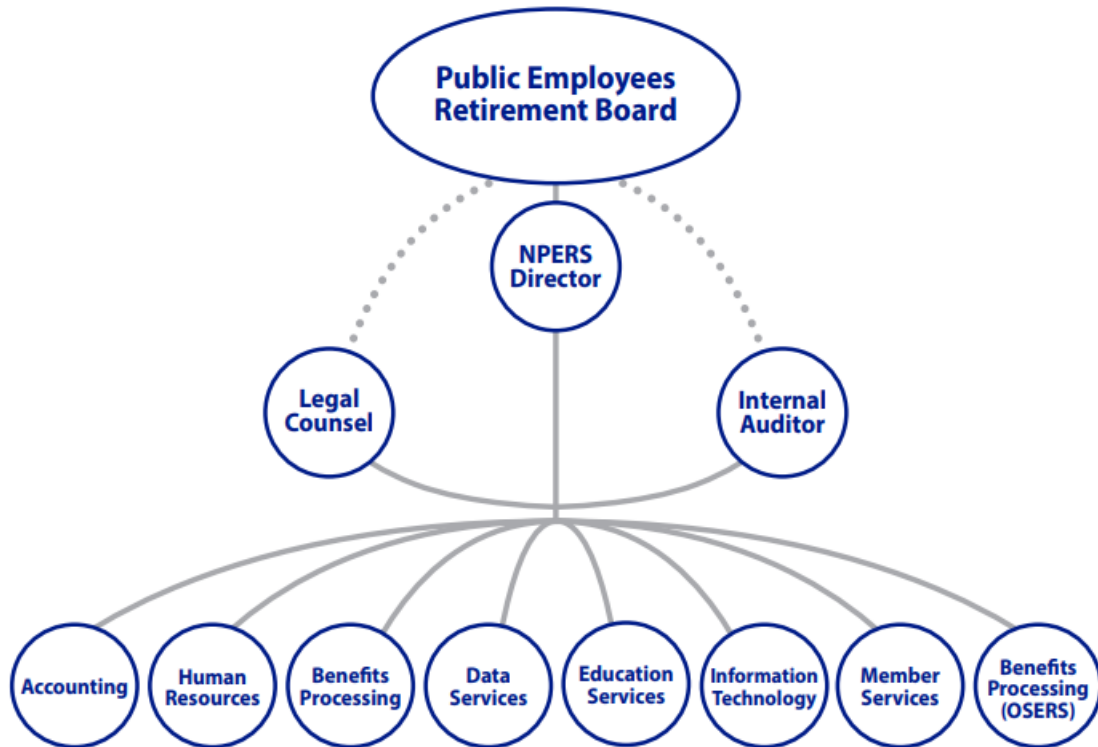 Public Employees
Retirement Board
NPERS
Director
Legal
Counsel
Internal
Auditor
Accounting
Human
Resources
Benefits
Processing
Data
Services
Education
Services
Information
Technology
Member
Services
Benefits
Processing
(OSERS)